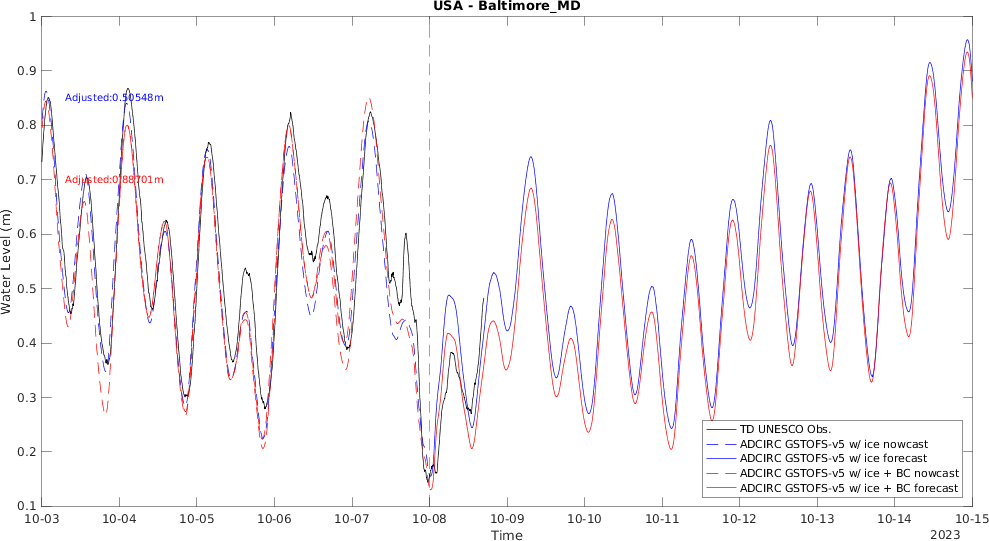 USA - Baltimore_MD
Water Level (m)
1
0.9
0.8
0.7
0.6
0.5
0.4
0.3
0.2
0.1
Adjusted:0.50548m
Adjusted:0.88701m
TD UNESCO Obs.
ADCIRC GSTOFS-v5 w/ ice nowcast
ADCIRC GSTOFS-v5 w/ ice forecast
ADCIRC GSTOFS-v5 w/ ice + BC nowcast
ADCIRC GSTOFS-v5 w/ ice + BC forecast
10-03 10-04 10-05 10-06 10-07 10-08 10-09 10-10 10-11 10-12 10-13 10-14 10-15
Time
2023